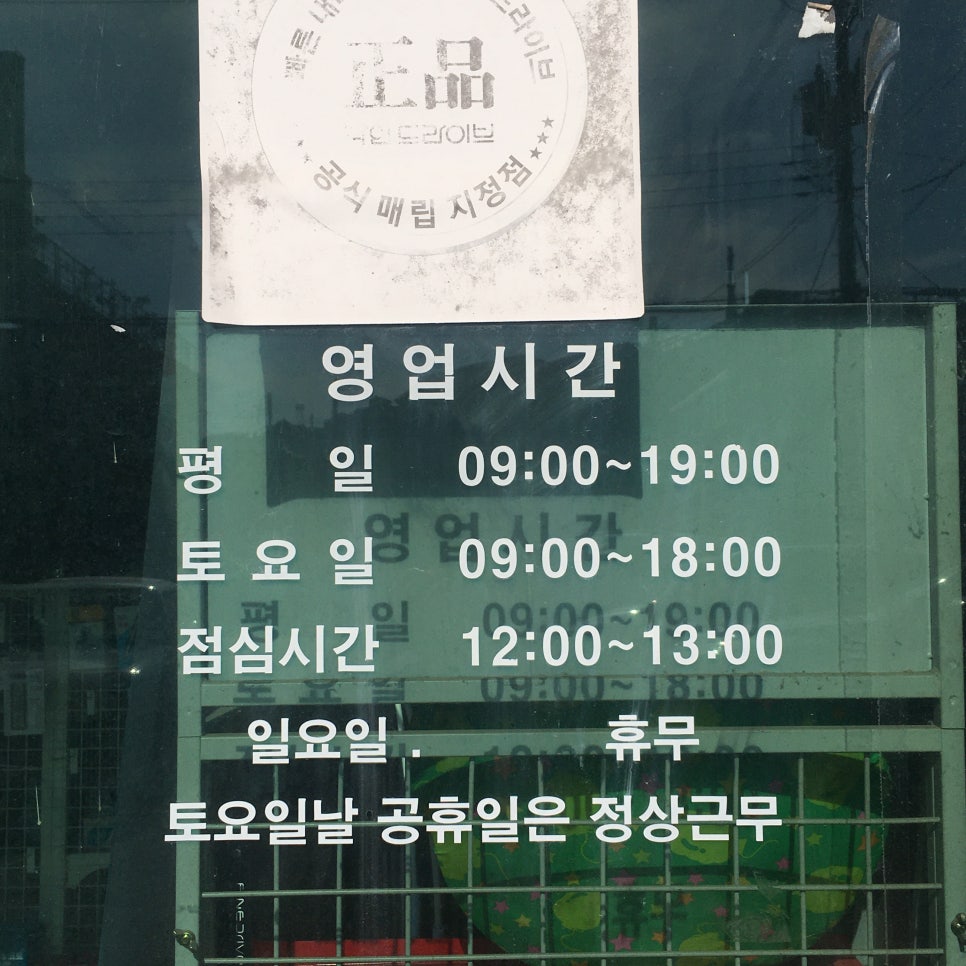 正品
공식 매립 지정점
영업시간
평 일 09:00~19:00
토요일 09:00~18:00
점심시간 12:00~13:00
일요일. 휴무
토요일날 공휴일은 정상근무